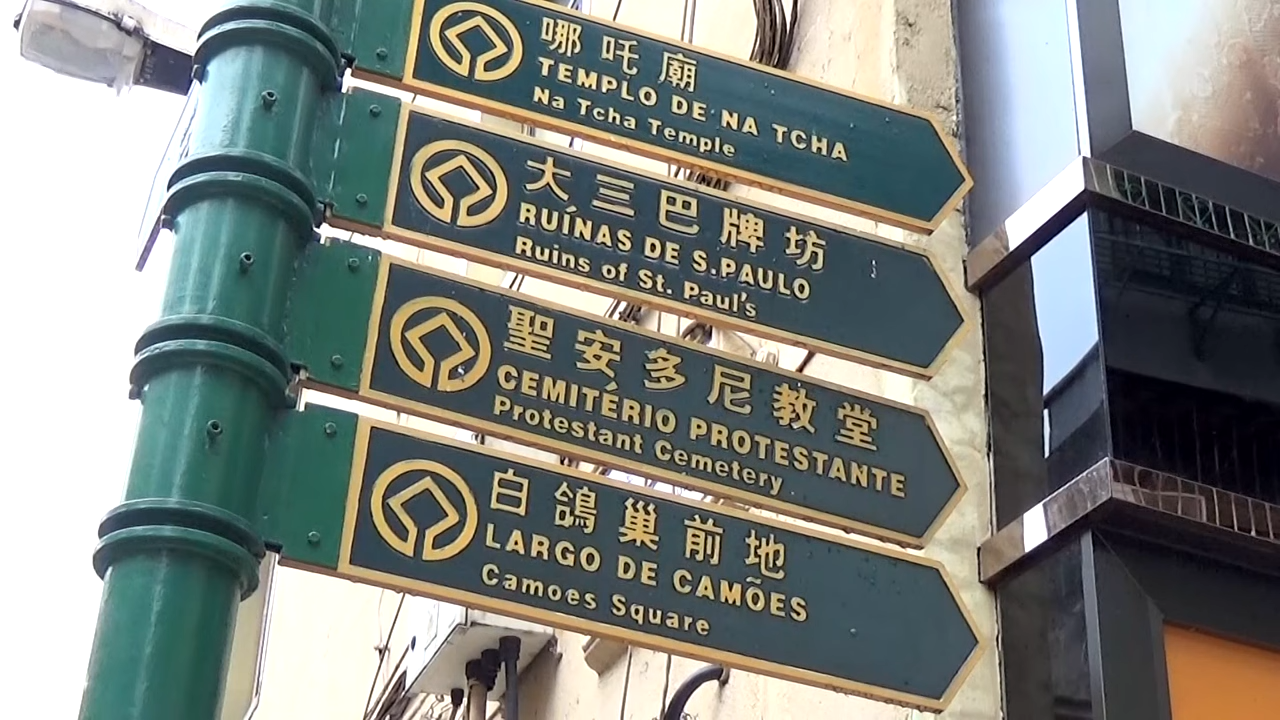 哪吒廟
TEMPLO DE NA TCHA
Na Tcha Temple
大三巴牌坊
RUÍNAS DE S.PAULO
Ruins of St. Paul's
聖安多尼教堂
CEMITÉRIO PROTESTANTE
Protestant Cemetery
白鴿巢前地
LARGO DE CAMÕES
Camoes Square